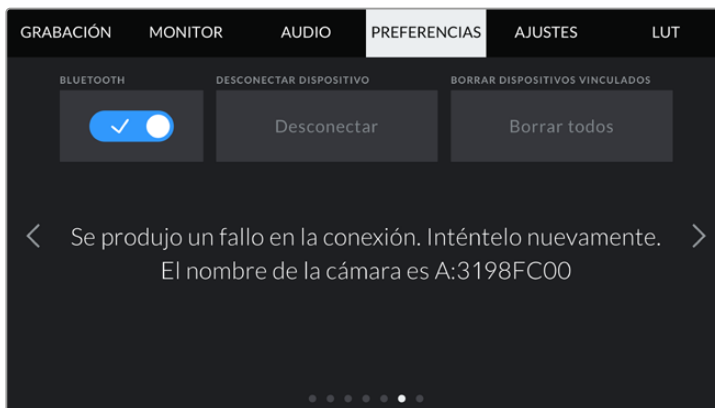 GRABACIÓN MONITOR AUDIO PREFERENCIAS AJUSTES LUT
BLUETOOTH DESCONECTAR DISPOSITIVO BORRAR DISPOSITIVOS VINCULADOS
Desconectar Borrar todos
Se produjo un fallo en la conexión. Inténtelo nuevamente.
El nombre de la cámara es A:3198FC00